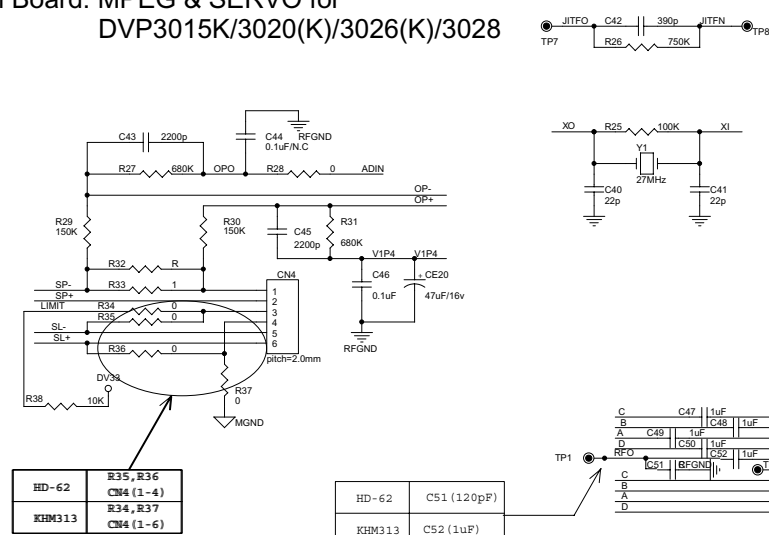 Board: MPEG & SERVO for
DVP3015K/3020(K)/3026(K)/3028
JITFO C42 390p JITFN
TP7 R26 750K TP8
C43 2200p
C44 RFGND
0.1uF/N.C
R27 680K OPO R28 0 ADIN
OP-
OP+
R29
150K
R30
150K
C45
2200p
R31
680K
V1P4 V1P4
R32 R
SP- R33 1
SP+
LIMIT R34 0
R35 0
SL-
SL+
R36 0
CN4
1
2
3
4
5
6
pitch=2.0mm
C46
0.1uF
+ CE20
47uF/16v
RFGND
DV33
R38 10K
R37
0
MGND
HD-62 R35,R36
CN4(1-4)
KHM313 R34,R37
CN4(1-6)
XO R25 100K XI
Y1
27MHz
C40
22p
C41
22p
C C47 1uF
B C48 1uF
A C49 1uF
D C50 1uF
TP1 RFO C52 1uF
C51 RFGND
C
B
A
D
HD-62 C51(120pF)
KHM313 C52(1uF)